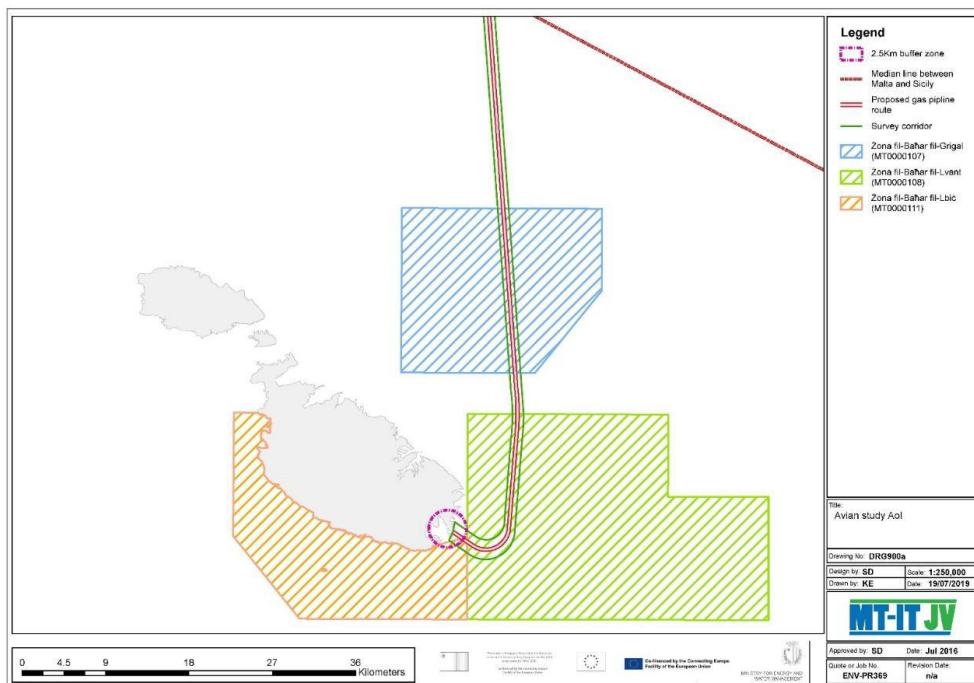 Legend
2.5Km buffer zone
Median line between
Malta and Sicily
Proposed gas pipline
route
Survey corridor
Żona fil-Baħar fil-Grigal
(MT0000107)
Żona fil-Baħar fil-Lvant
(MT0000108)
Żona fil-Baħar fil-Lbiċ
(MT0000111)
Title:
Avian study AoI
Drawing No: DRG900a
Design by: SD
Scale: 1:250,000
Drawn by: KE
Date: 19/07/2019
MT-IT JV
Approved by: SD
Date: Jul 2016
Quote or Job No.
ENV-PR369
Revision Date:
n/a
0 4.5 9 18 27 36
Kilometers
Co-financed by the Connecting Europe
Facility of the European Union
MINISTRY FOR ENERGY AND
WATER MANAGEMENT